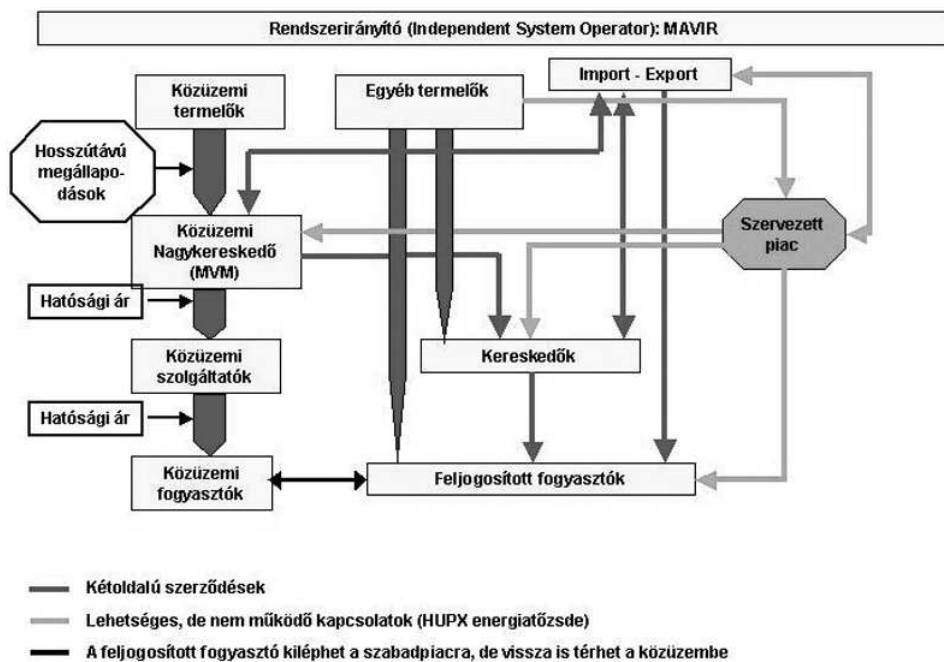 Rendszerirányító (Independent System Operator): MAVIR
Közüzemi
termelők
Egyéb termelők
Import - Export
Hosszútávú
megállapo-
dások
Közüzemi
Nagykereskedő
(MVM)
Szervezett
piac
Hatósági ár
Közüzemi
szolgáltatók
Kereskedők
Hatósági ár
Közüzemi
fogyasztók
Feljogosított fogyasztók
Kétoldalú szerződések
Lehetséges, de nem működő kapcsolatok (HUPX energiatőzsde)
A feljogosított fogyasztó kiléphet a szabadpiacra, de vissza is térhet a közüzembe